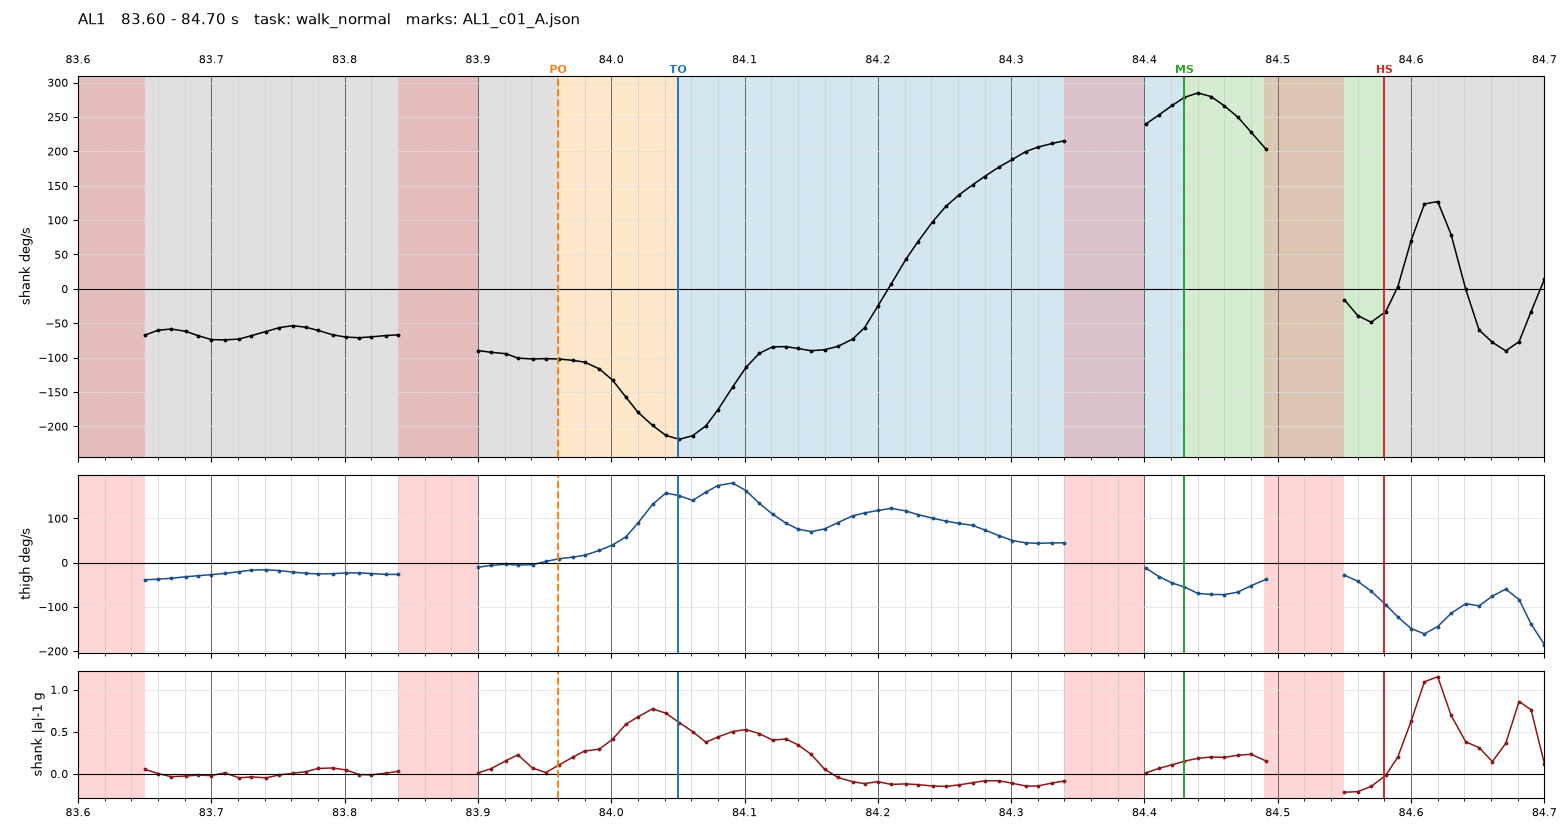 AL1   83.60 - 84.70 s   task: walk_normal   marks: AL1_c01_A.json
83.6 83.7 83.8 83.9 84.0 84.1 84.2 84.3 84.4 84.5 84.6 84.7
PO TO MS HS
300
250
200
150
100
50
0
−50
−100
−150
−200
shank deg/s
100
0
−100
−200
thigh deg/s
1.0
0.5
0.0
shank |a|-1 g
83.6 83.7 83.8 83.9 84.0 84.1 84.2 84.3 84.4 84.5 84.6 84.7